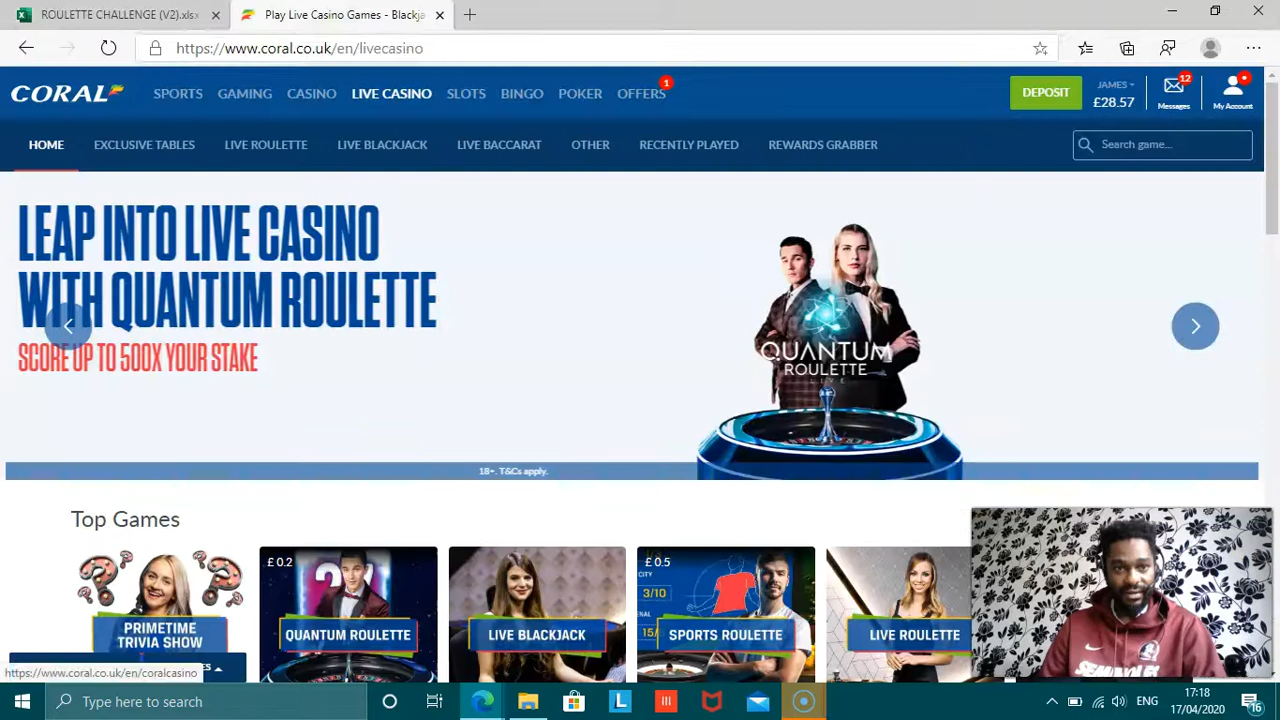 ROULETTE CHALLENGE (V2).xlsx
Play Live Casino Games - Blackja
https://www.coral.co.uk/en/livecasino
CORAL
SPORTS GAMING CASINO LIVE CASINO SLOTS BINGO POKER OFFERS 1
DEPOSIT
JAMES
£28.57
12
Messages
My Account
HOME EXCLUSIVE TABLES LIVE ROULETTE LIVE BLACKJACK LIVE BACCARAT OTHER RECENTLY PLAYED REWARDS GRABBER
Search game...
LEAP INTO LIVE CASINO
WITH QUANTUM ROULETTE
SCORE UP TO 500X YOUR STAKE
QUANTUM
ROULETTE
LIVE
18+. T&Cs apply.
Top Games
PRIMETIME
TRIVIA SHOW
£ 0.2
QUANTUM ROULETTE
LIVE BLACKJACK
£ 0.5
CITY
3/10
15/
SPORTS ROULETTE
LIVE ROULETTE
https://www.coral.co.uk/en/coralcasino
Type here to search
L
ENG
17:18
17/04/2020
16